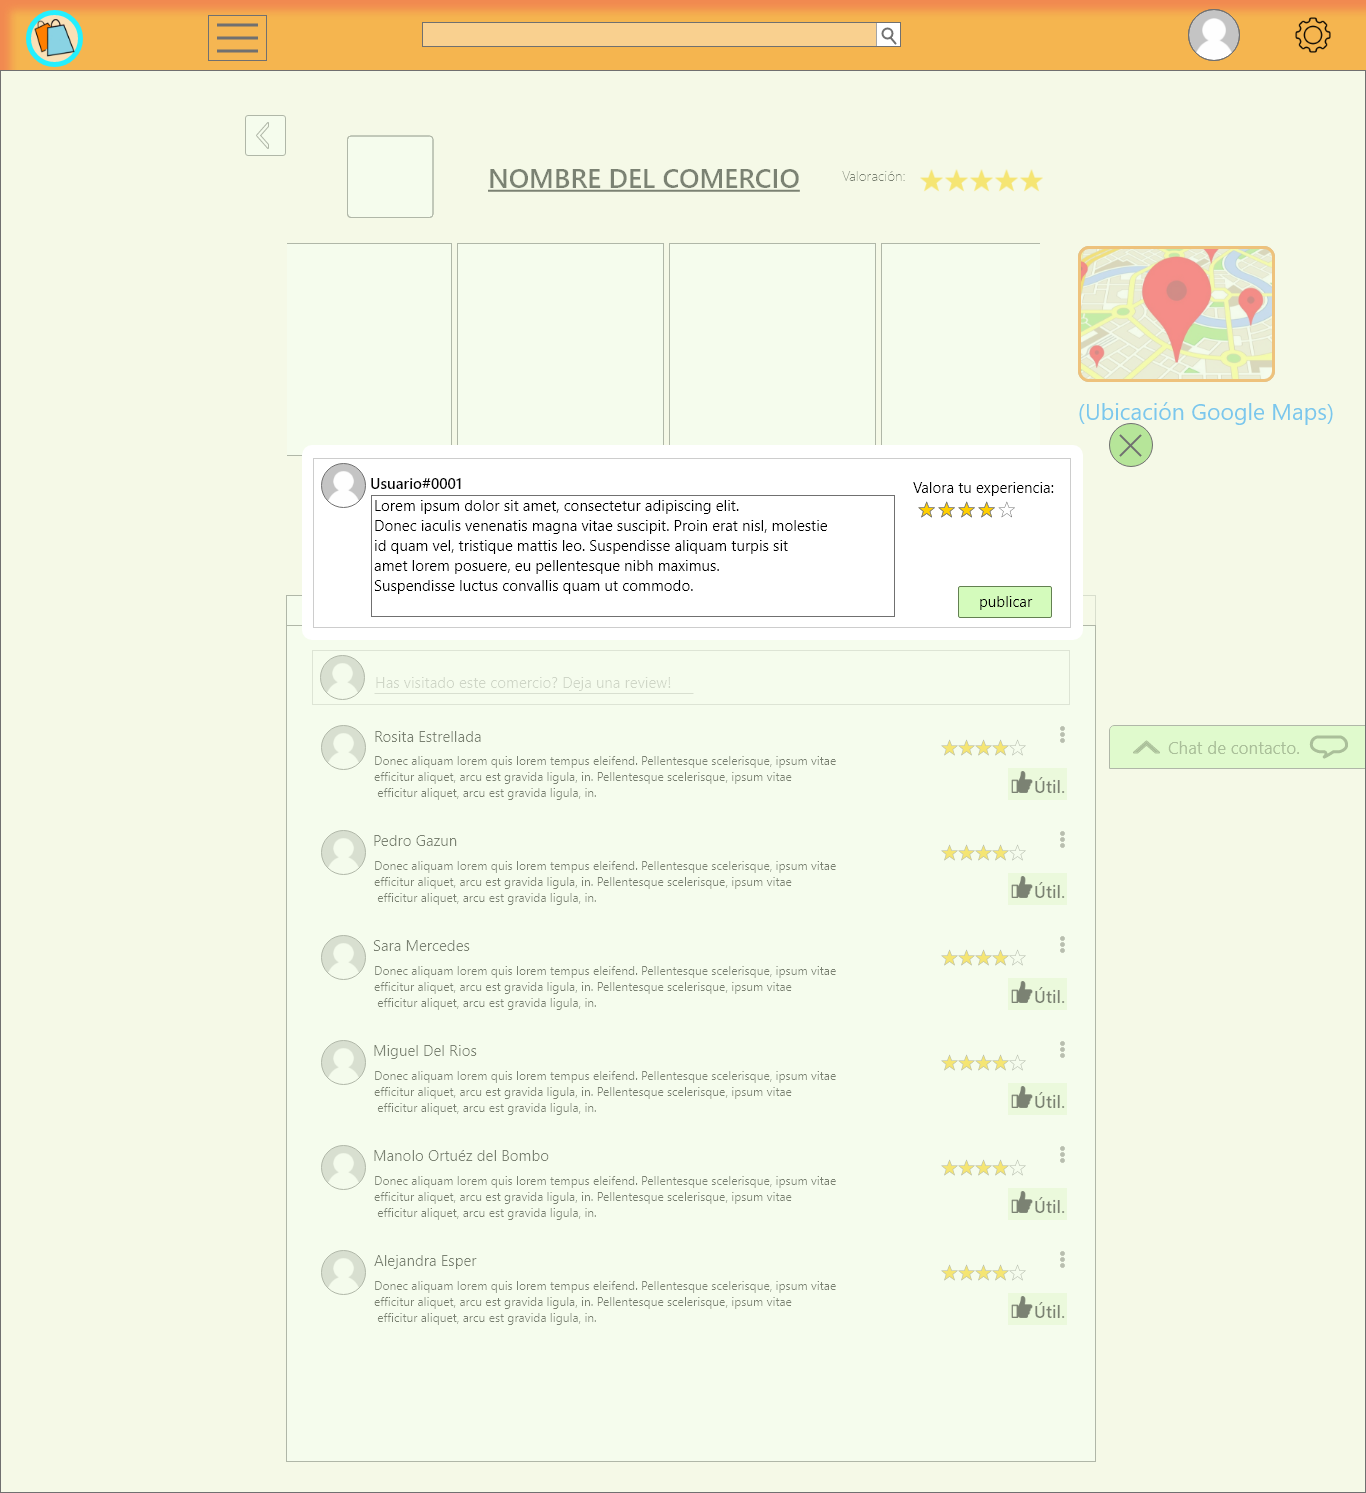 NOMBRE DEL COMERCIO
Valoración:
(Ubicación Google Maps)
Usuario#0001
Lorem ipsum dolor sit amet, consectetur adipiscing elit.
Donec iaculis venenatis magna vitae suscipit. Proin erat nisl, molestie
id quam vel, tristique mattis leo. Suspendisse aliquam turpis sit
amet lorem posuere, eu pellentesque nibh maximus.
Suspendisse luctus convallis quam ut commodo.
Valora tu experiencia:
publicar
Has visitado este comercio? Deja una review!
Rosita Estrellada
Donec aliquam lorem quis lorem tempus eleifend. Pellentesque scelerisque, ipsum vitae
efficitur aliquet, arcu est gravida ligula, in. Pellentesque scelerisque, ipsum vitae
efficitur aliquet, arcu est gravida ligula, in.
Útil.
Chat de contacto.
Pedro Gazun
Donec aliquam lorem quis lorem tempus eleifend. Pellentesque scelerisque, ipsum vitae
efficitur aliquet, arcu est gravida ligula, in. Pellentesque scelerisque, ipsum vitae
efficitur aliquet, arcu est gravida ligula, in.
Útil.
Sara Mercedes
Donec aliquam lorem quis lorem tempus eleifend. Pellentesque scelerisque, ipsum vitae
efficitur aliquet, arcu est gravida ligula, in. Pellentesque scelerisque, ipsum vitae
efficitur aliquet, arcu est gravida ligula, in.
Útil.
Miguel Del Rios
Donec aliquam lorem quis lorem tempus eleifend. Pellentesque scelerisque, ipsum vitae
efficitur aliquet, arcu est gravida ligula, in. Pellentesque scelerisque, ipsum vitae
efficitur aliquet, arcu est gravida ligula, in.
Útil.
Manolo Ortuéz del Bombo
Donec aliquam lorem quis lorem tempus eleifend. Pellentesque scelerisque, ipsum vitae
efficitur aliquet, arcu est gravida ligula, in. Pellentesque scelerisque, ipsum vitae
efficitur aliquet, arcu est gravida ligula, in.
Útil.
Alejandra Esper
Donec aliquam lorem quis lorem tempus eleifend. Pellentesque scelerisque, ipsum vitae
efficitur aliquet, arcu est gravida ligula, in. Pellentesque scelerisque, ipsum vitae
efficitur aliquet, arcu est gravida ligula, in.
Útil.